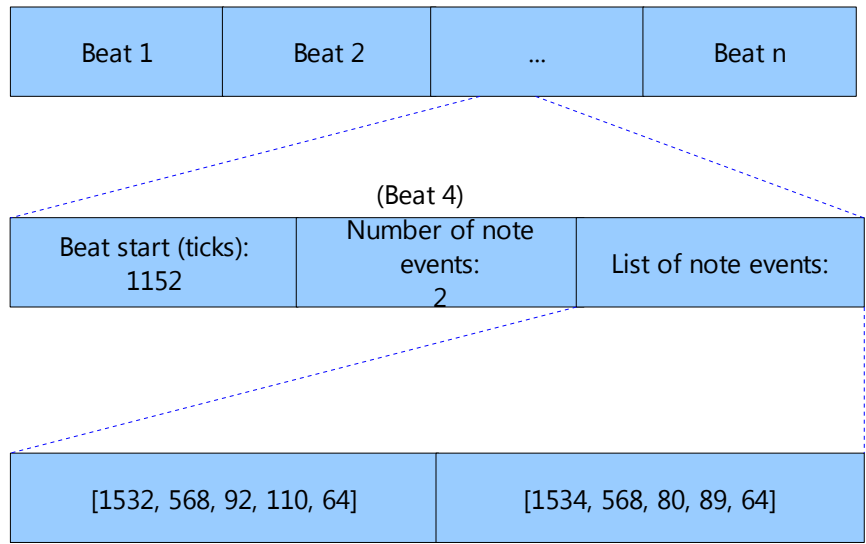 Beat 1
Beat 2
...
Beat n
(Beat 4)
Beat start (ticks):
1152
Number of note
events:
2
List of note events:
[1532, 568, 92, 110, 64]
[1534, 568, 80, 89, 64]